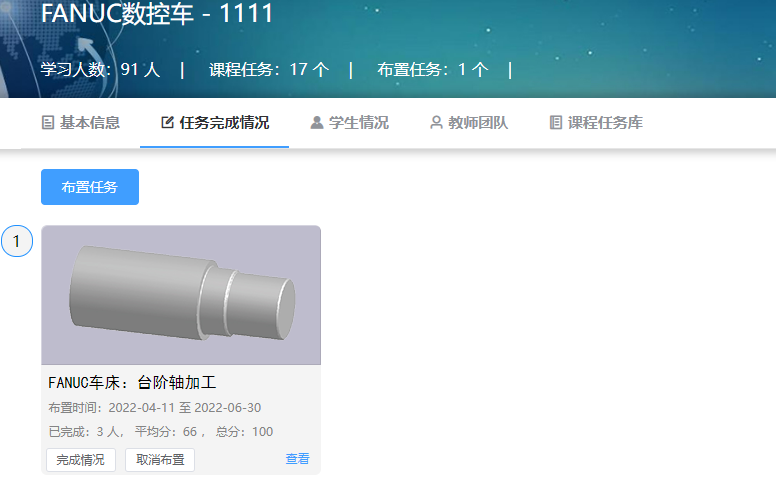 FANUC数控车 - 1111
学习人数：91 人 | 课程任务：17 个 | 布置任务：1 个 |
基本信息 任务完成情况 学生情况 教师团队 课程任务库
布置任务
1
FANUC车床：台阶轴加工
布置时间：2022-04-11 至 2022-06-30
已完成：3 人， 平均分：66 ， 总分：100
完成情况 取消布置 查看